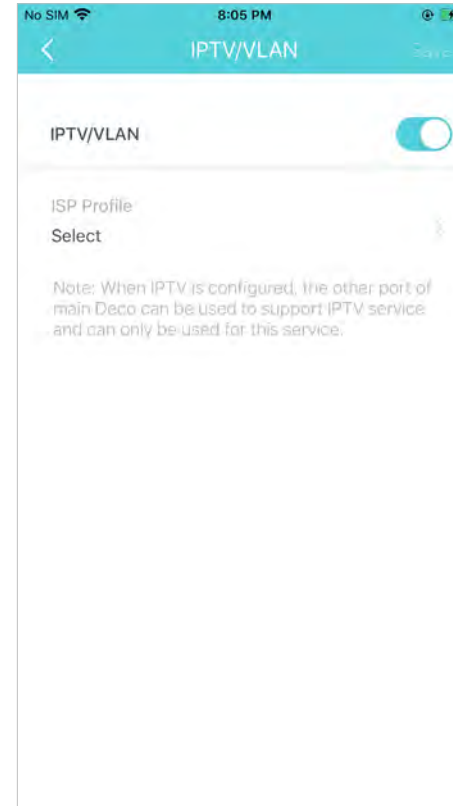 No SIM 8:05 PM
IPTV/VLAN Save
IPTV/VLAN
ISP Profile
Select
Note: When IPTV is configured, the other port of
main Deco can be used to support IPTV service
and can only be used for this service.